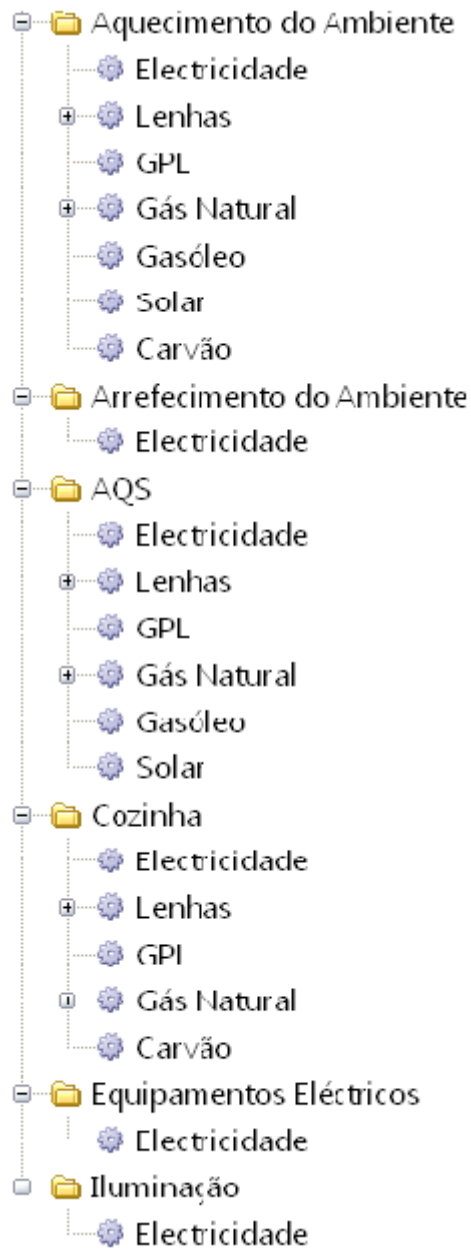 Aquecimento do Ambiente
Electricidade
Lenhas
GPL
Gás Natural
Gasóleo
Solar
Carvão
Arrefecimento do Ambiente
Electricidade
AQS
Electricidade
Lenhas
GPL
Gás Natural
Gasóleo
Solar
Cozinha
Electricidade
Lenhas
GPL
Gás Natural
Carvão
Equipamentos Eléctricos
Electricidade
Iluminação
Electricidade